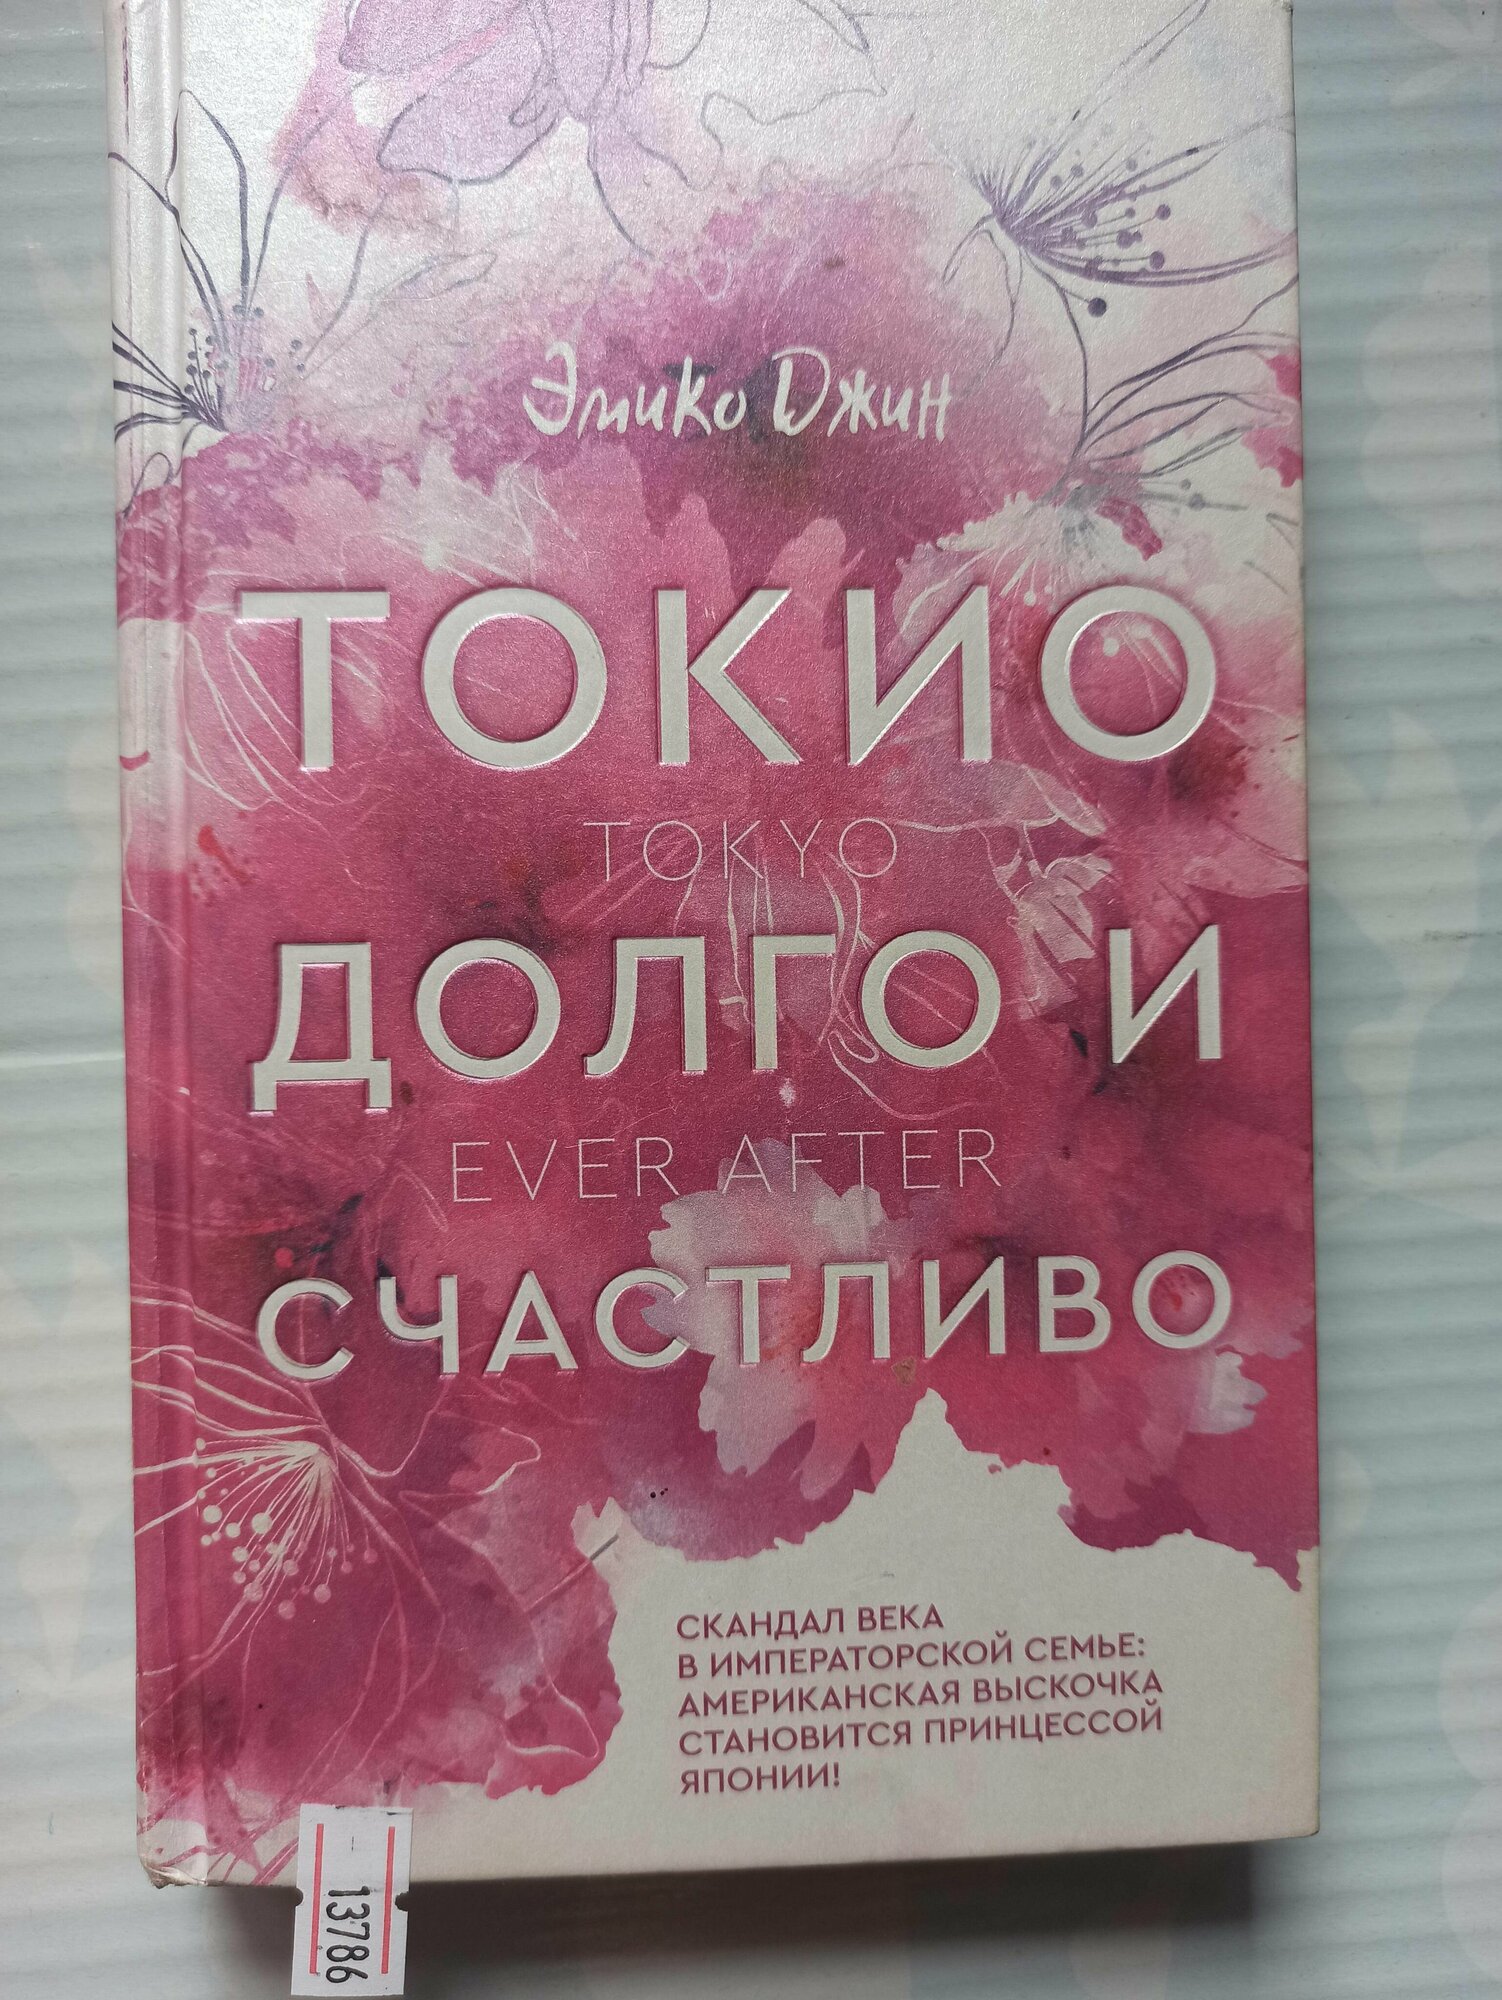 Эмико Джин
ТОКИО
TOKYO
ДОЛГО И
EVER AFTER
СЧАСТЛИВО
СКАНДАЛ ВЕКА
В ИМПЕРАТОРСКОЙ СЕМЬЕ:
АМЕРИКАНСКАЯ ВЫСКОЧКА
СТАНОВИТСЯ ПРИНЦЕССОЙ
ЯПОНИИ!
13786